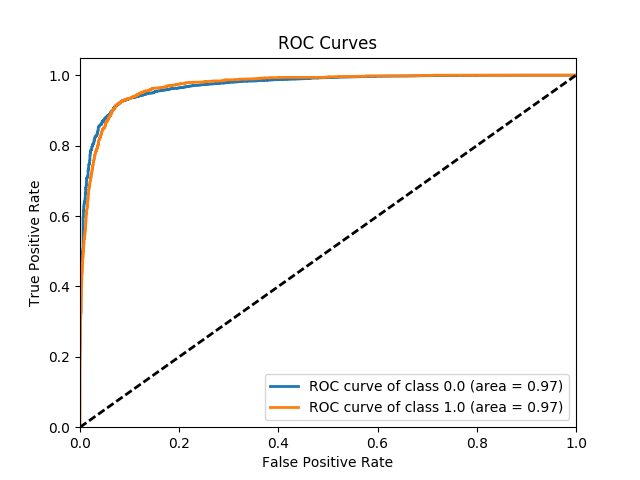 ROC Curves
1.0
0.8
0.6
0.4
0.2
0.0
True Positive Rate
0.0 0.2 0.4 0.6 0.8 1.0
False Positive Rate
ROC curve of class 0.0 (area = 0.97)
ROC curve of class 1.0 (area = 0.97)